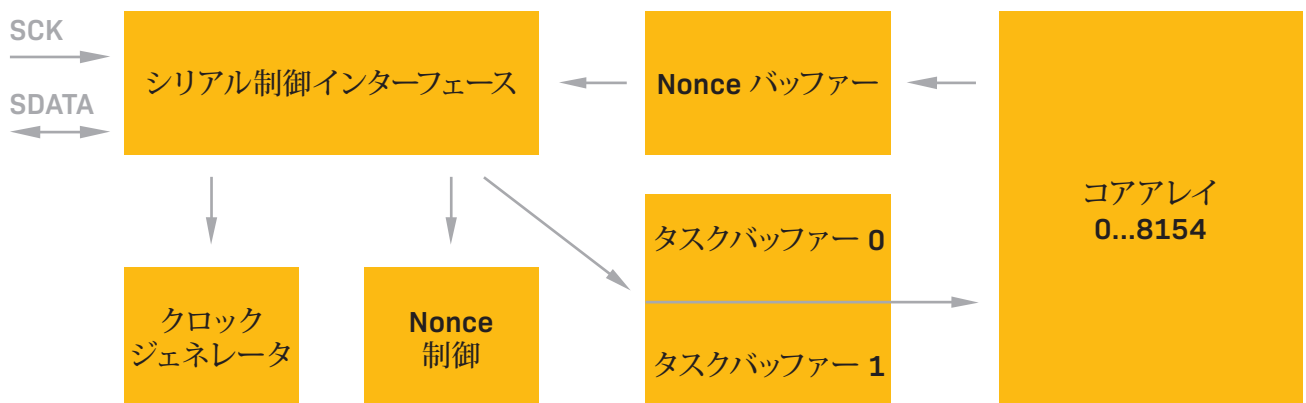 SCK
SDATA
シリアル制御インターフェース
Nonce バッファー
コアアレイ
0...8154
タスクバッファー 0
タスクバッファー 1
クロック
ジェネレータ
Nonce
制御